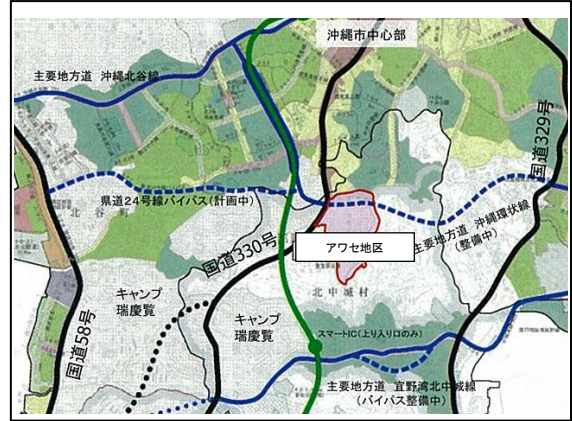 沖縄市中心部
主要地方道 沖縄北谷線
国道329号
県道24号線バイパス(計画中)
北谷町
国道330号
アワセ地区
主要地方道 沖縄環状線
(整備中)
北中城村
キャンプ
瑞慶覧
キャンプ
瑞慶覧
国道58号
スマートIC(上り入り口のみ)
主要地方道 宜野湾北中城線
(バイパス整備中)